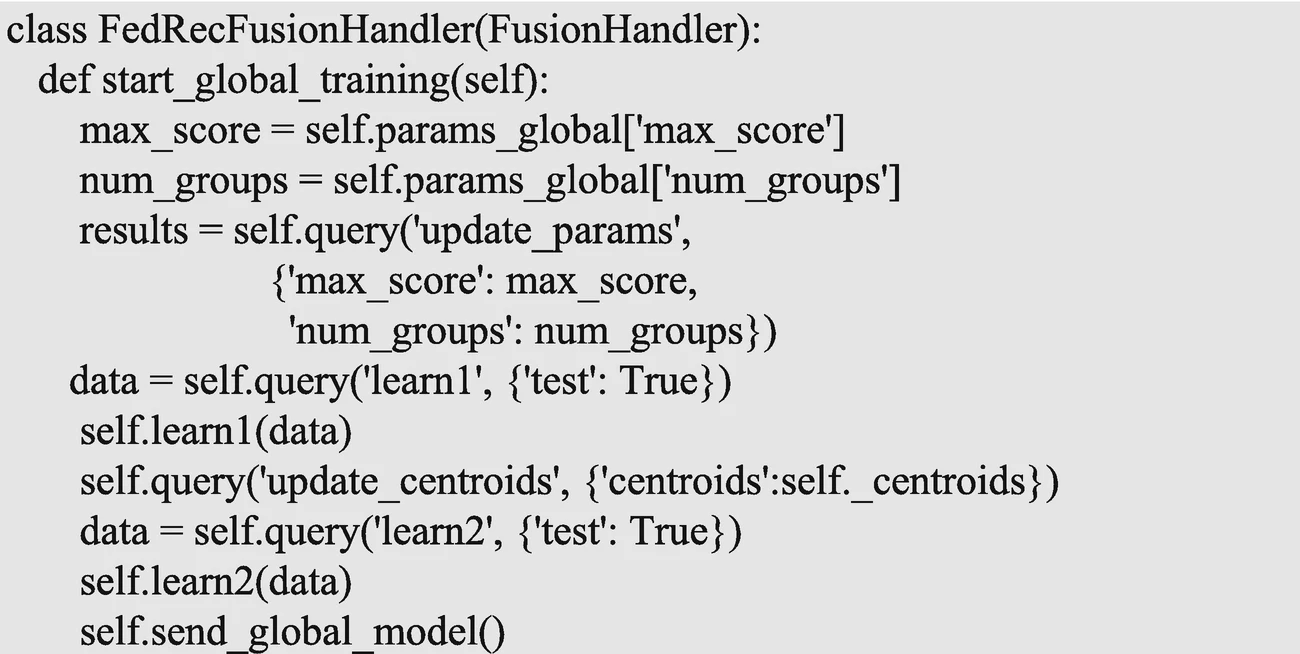 class FedRecFusionHandler(FusionHandler):
def start_global_training(self):
max_score = self.params_global['max_score']
num_groups = self.params_global['num_groups']
results = self.query('update_params',
{'max_score': max_score,
'num_groups': num_groups})
data = self.query('learn1', {'test': True})
self.learn1(data)
self.query('update_centroids', {'centroids':self._centroids})
data = self.query('learn2', {'test': True})
self.learn2(data)
self.send_global_model()